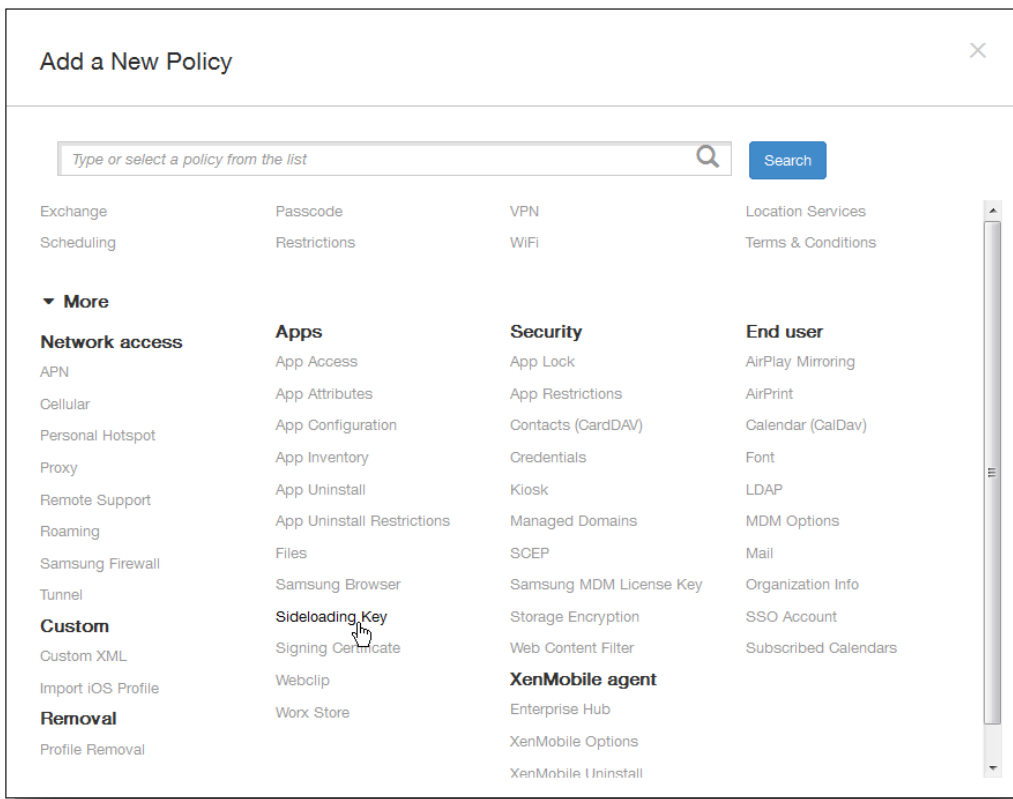 Add a New Policy
Type or select a policy from the list
Search
Exchange
Passcode
VPN
Location Services
Scheduling
Restrictions
WiFi
Terms & Conditions
More
Network access
APN
Cellular
Personal Hotspot
Proxy
Remote Support
Roaming
Samsung Firewall
Tunnel
Custom
Custom XML
Import iOS Profile
Removal
Profile Removal
Apps
App Access
App Attributes
App Configuration
App Inventory
App Uninstall
App Uninstall Restrictions
Files
Samsung Browser
Sideloading Key
Signing Certificate
Webclip
Worx Store
Security
App Lock
App Restrictions
Contacts (CardDAV)
Credentials
Kiosk
Managed Domains
SCEP
Samsung MDM License Key
Storage Encryption
Web Content Filter
XenMobile agent
Enterprise Hub
XenMobile Options
XenMobile Uninstall
End user
AirPlay Mirroring
AirPrint
Calendar (CalDav)
Font
LDAP
MDM Options
Mail
Organization Info
SSO Account
Subscribed Calendars